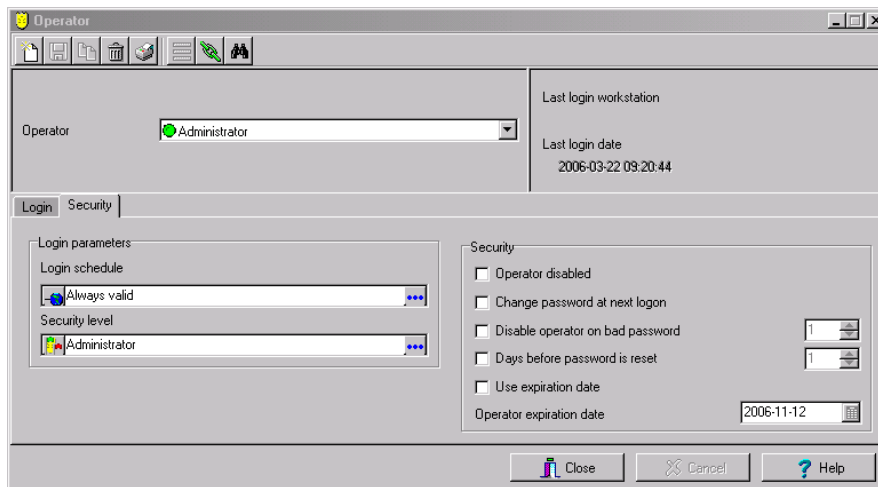 Operator
Operator
Administrator
Last login workstation
Last login date
2006-03-22 09:20:44
Login
Security
Login parameters
Login schedule
Always valid
Security level
Administrator
Security
Operator disabled
Change password at next logon
Disable operator on bad password
1
Days before password is reset
1
Use expiration date
Operator expiration date
2006-11-12
Close
Cancel
Help